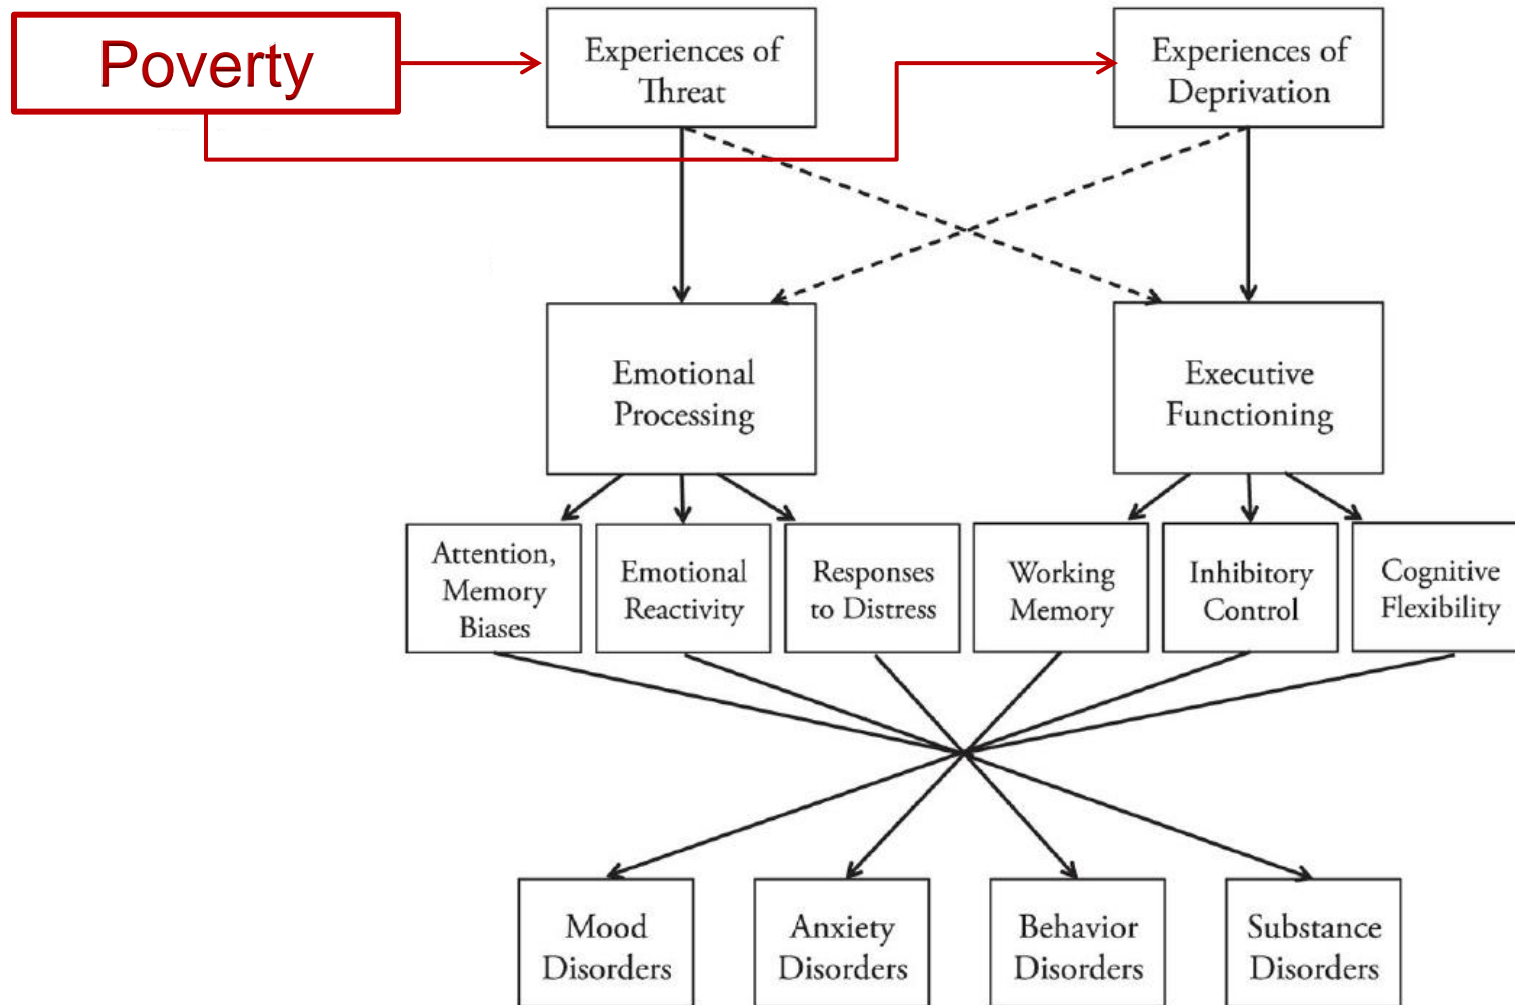 Poverty
Experiences of
Threat
Experiences of
Deprivation
Emotional
Processing
Executive
Functioning
Attention,
Memory
Biases
Emotional
Reactivity
Responses
to Distress
Working
Memory
Inhibitory
Control
Cognitive
Flexibility
Mood
Disorders
Anxiety
Disorders
Behavior
Disorders
Substance
Disorders